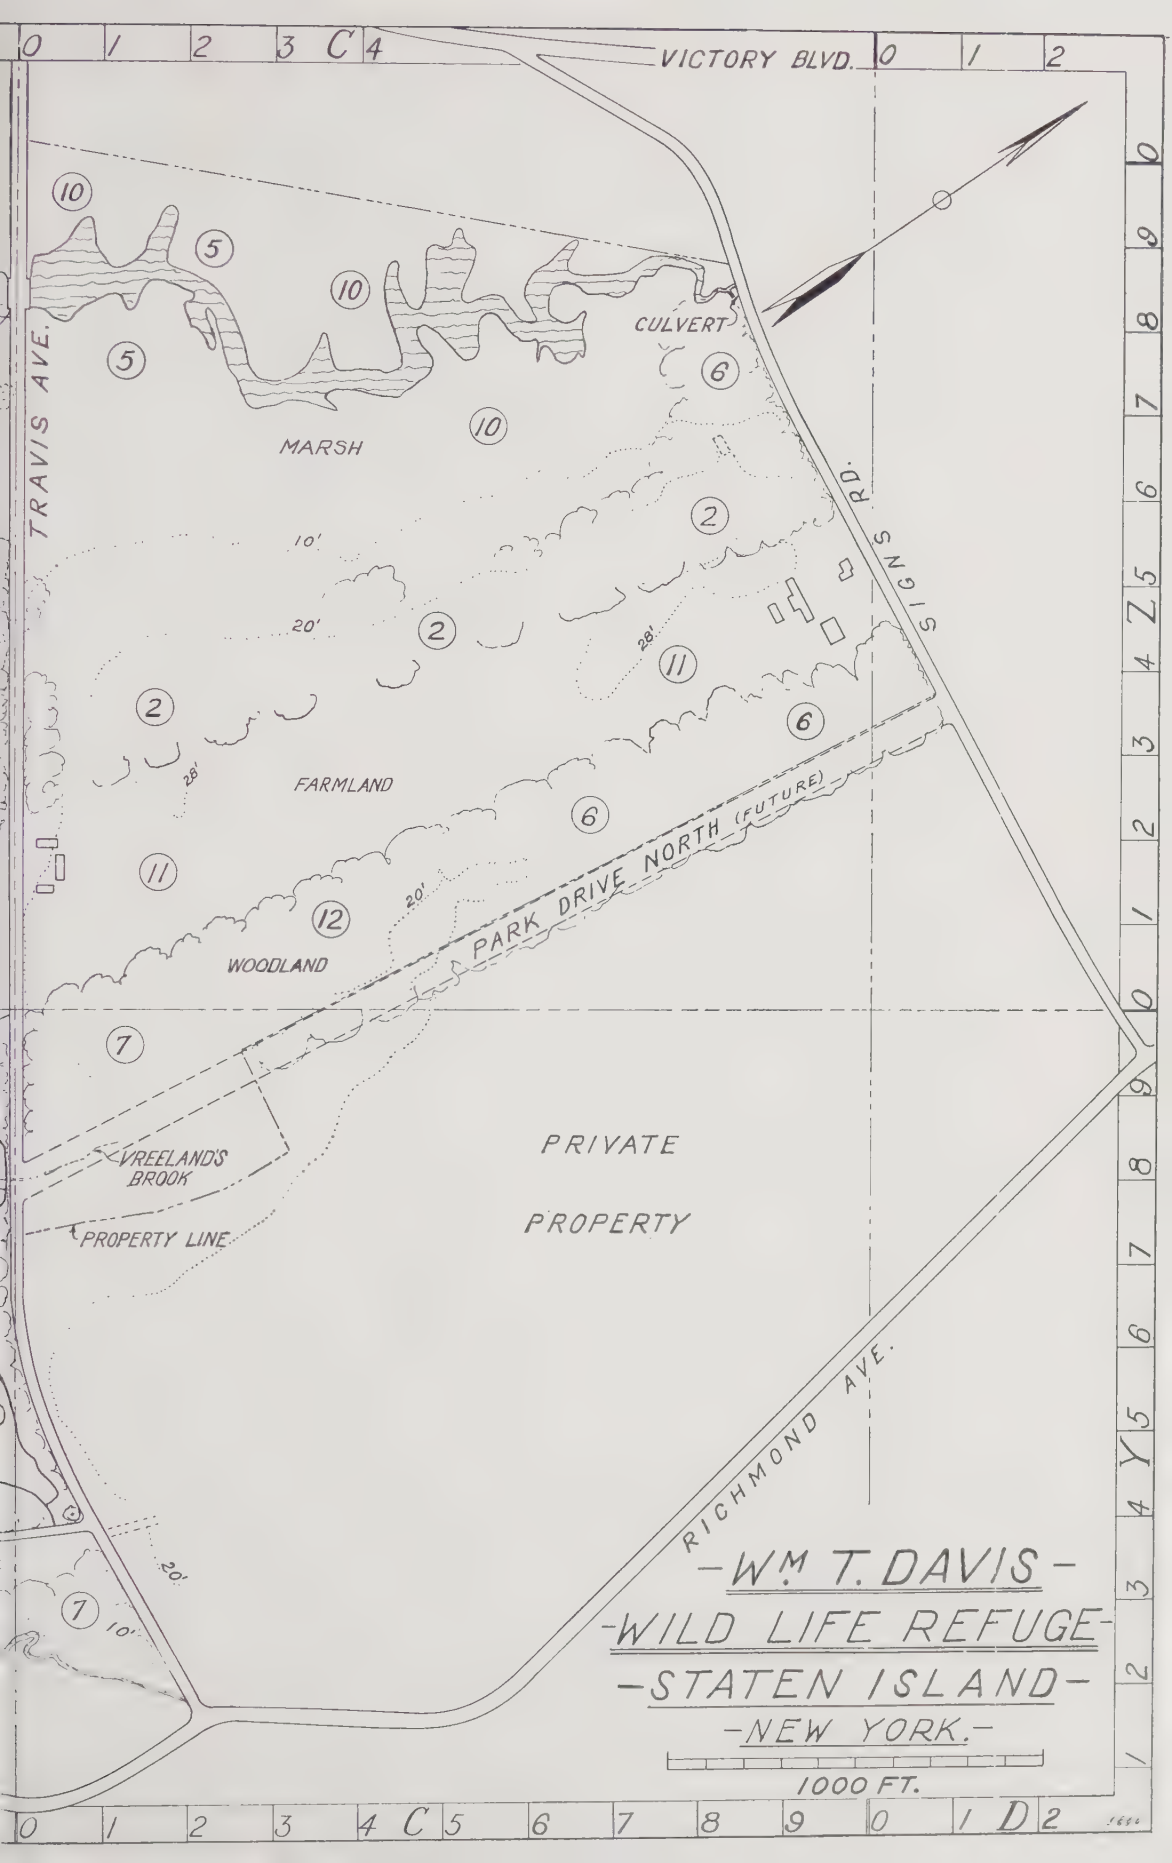 0 1 2 3 C 4
VICTORY BLVD. 0 1 2
0
9
8
7
6
5
Z
4
3
2
1
0
9
8
7
6
5
Y
4
3
2
1
10
5
10
5
CULVERT
6
10
MARSH
TRAVIS AVE.
SIGNS RD.
2
10'
20'
2
28'
11
2
6
28'
FARMLAND
6
11
PARK DRIVE NORTH (FUTURE)
20'
12
WOODLAND
7
VREELAND'S
BROOK
PROPERTY LINE
PRIVATE
PROPERTY
RICHMOND AVE.
20'
7
10'
-WM. T. DAVIS-
-WILD LIFE REFUGE-
-STATEN ISLAND-
-NEW YORK.-
1000 FT.
0 1 2 3 4 C 5 6 7 8 9 0 1 D 2